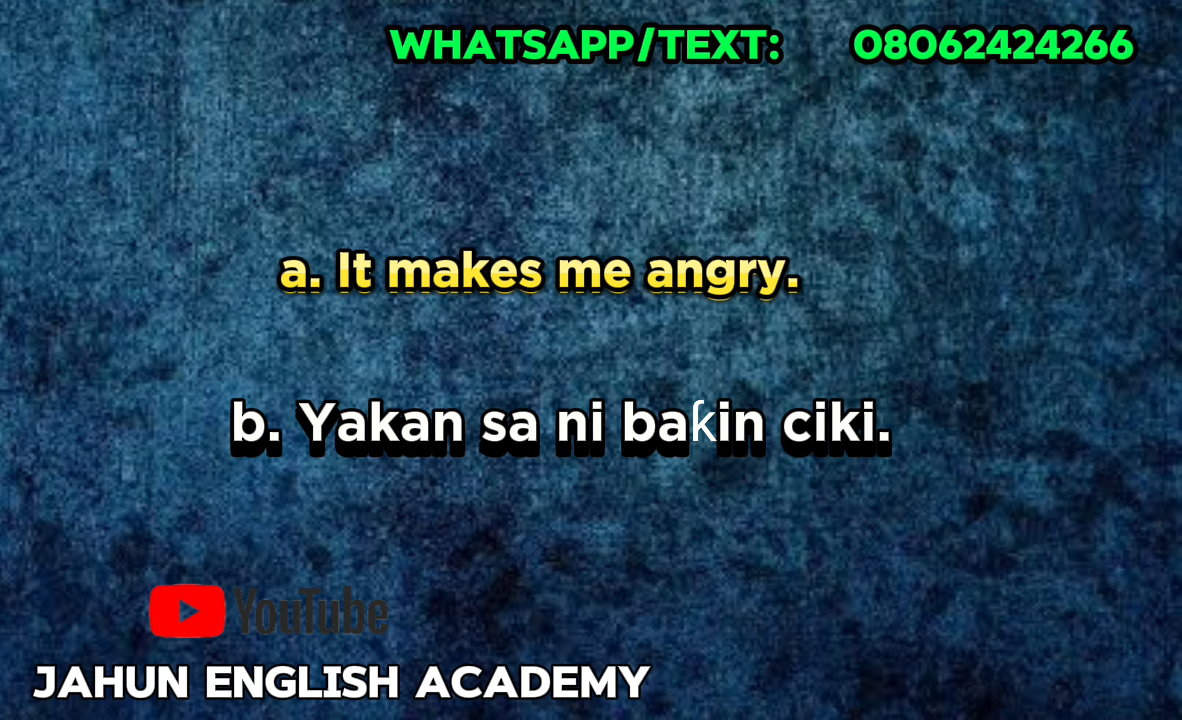 WHATSAPP/TEXT: 08062424266
a. It makes me angry.
b. Yakan sa ni baƙin ciki.
YouTube
JAHUN ENGLISH ACADEMY